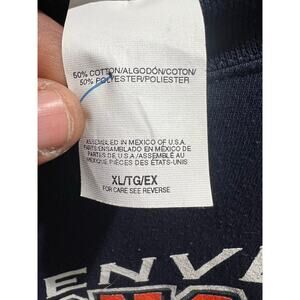 50% COTTON/ALGODÓN/COTON/
50% POLYESTER/POLIESTER
ASSEMBLED IN MEXICO OF U.S.A.
PARTS ENSAMBLADO EN MEXICO DE
PARTES DE U.S.A./ASSEMBLÉ AU
MEXIQUE, PIÈCES DES ÉTATS-UNIS
XL/TG/EX
FOR CARE SEE REVERSE
ENV